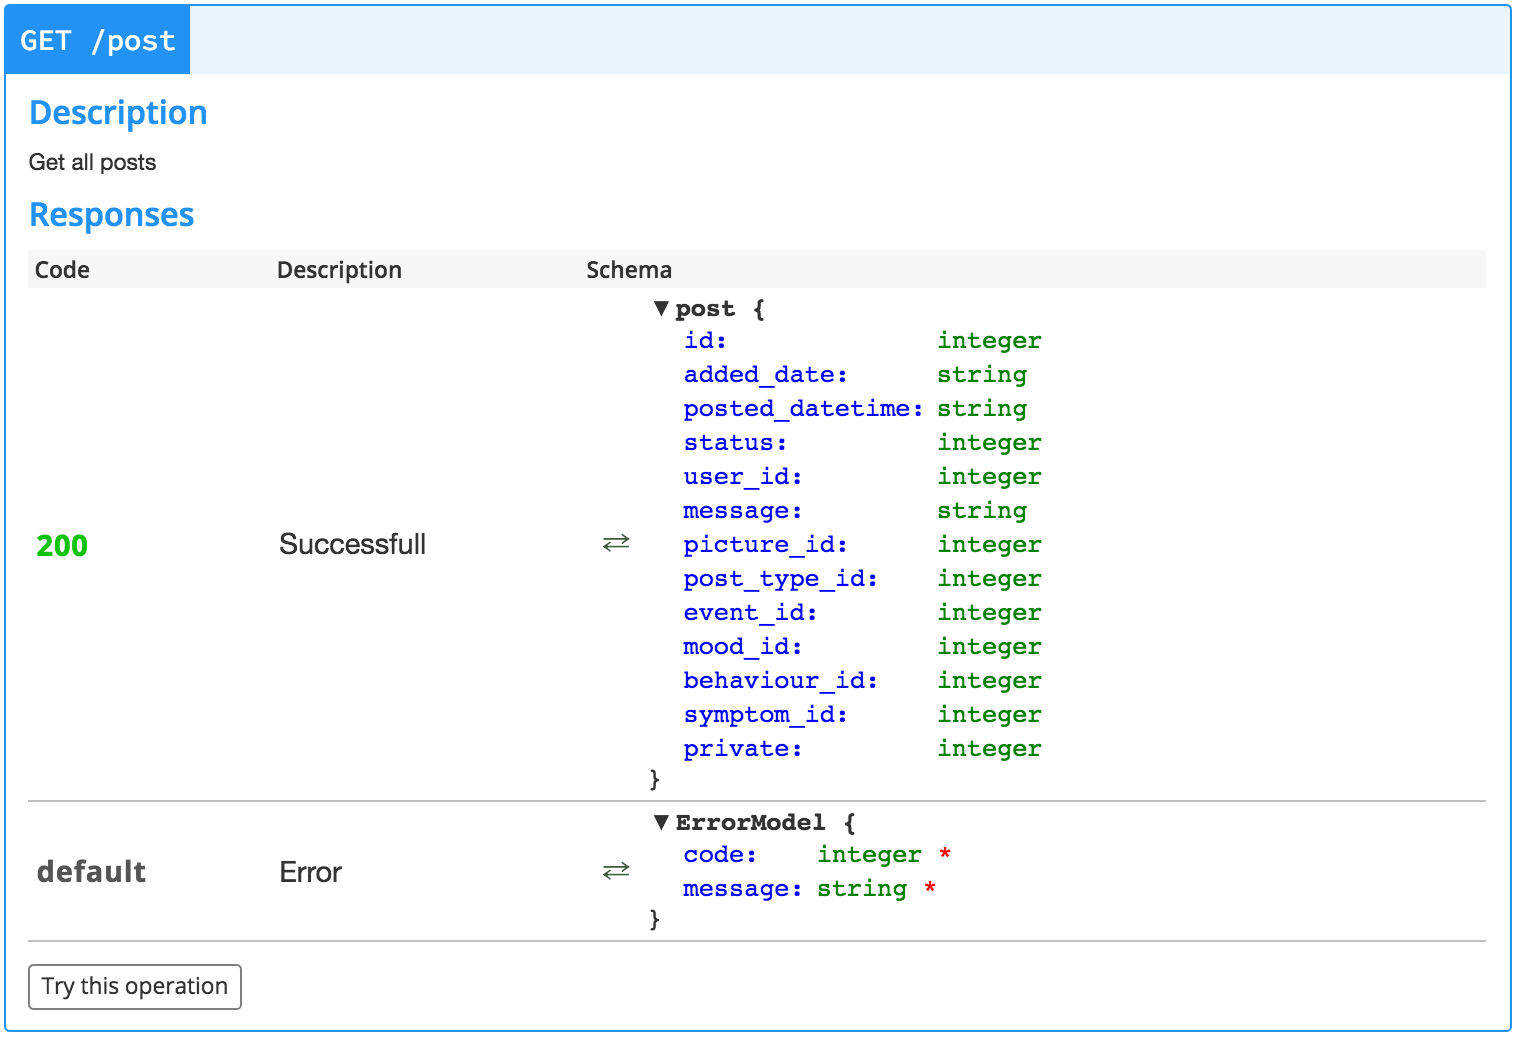 GET /post
Description
Get all posts
Responses
Code Description Schema
▼ post {
id: integer
added_date: string
posted_datetime: string
status: integer
user_id: integer
message: string
200 Successfull ⇄ picture_id: integer
post_type_id: integer
event_id: integer
mood_id: integer
behaviour_id: integer
symptom_id: integer
private: integer
}
▼ ErrorModel {
code: integer *
default Error ⇄ message: string *
}
Try this operation